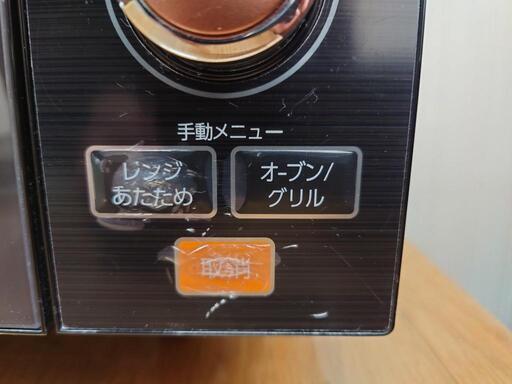 手動メニュー
レンジ
あたため
オーブン/
グリル
取消